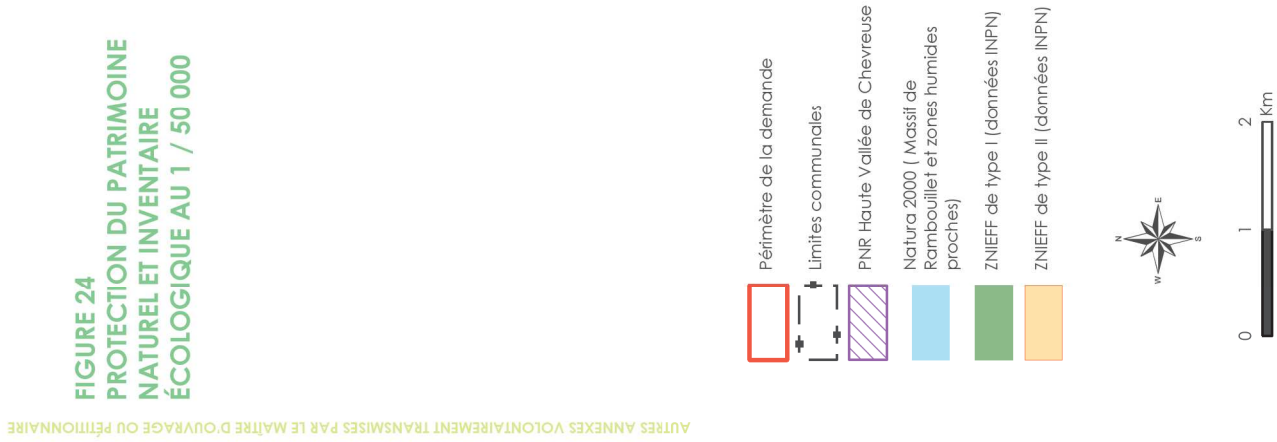 FIGURE 24
PROTECTION DU PATRIMOINE
NATUREL ET INVENTAIRE
ÉCOLOGIQUE AU 1 / 50 000
Périmètre de la demande
Limites communales
PNR Haute Vallée de Chevreuse
Natura 2000 ( Massif de
Rambouillet et zones humides
proches)
ZNIEFF de type I (données INPN)
ZNIEFF de type II (données INPN)
N
W
E
S
0 1 2
Km
AUTRES ANNEXES VOLONTAIREMENT TRANSMISES PAR LE MAÎTRE D'OUVRAGE OU PÉTITIONNAIRE